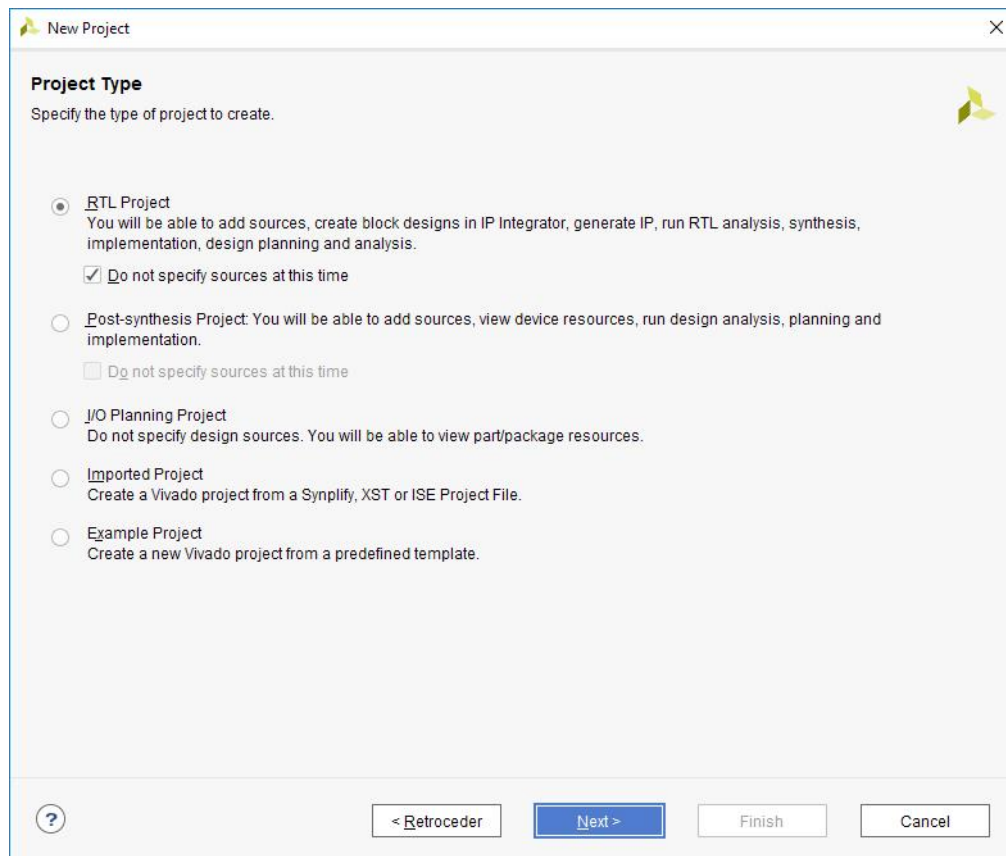 New Project
Project Type
Specify the type of project to create.
RTL Project
You will be able to add sources, create block designs in IP Integrator, generate IP, run RTL analysis, synthesis,
implementation, design planning and analysis.
Do not specify sources at this time
Post-synthesis Project: You will be able to add sources, view device resources, run design analysis, planning and
implementation.
Do not specify sources at this time
I/O Planning Project
Do not specify design sources. You will be able to view part/package resources.
Imported Project
Create a Vivado project from a Synplify, XST or ISE Project File.
Example Project
Create a new Vivado project from a predefined template.
? < Retroceder Next > Finish Cancel